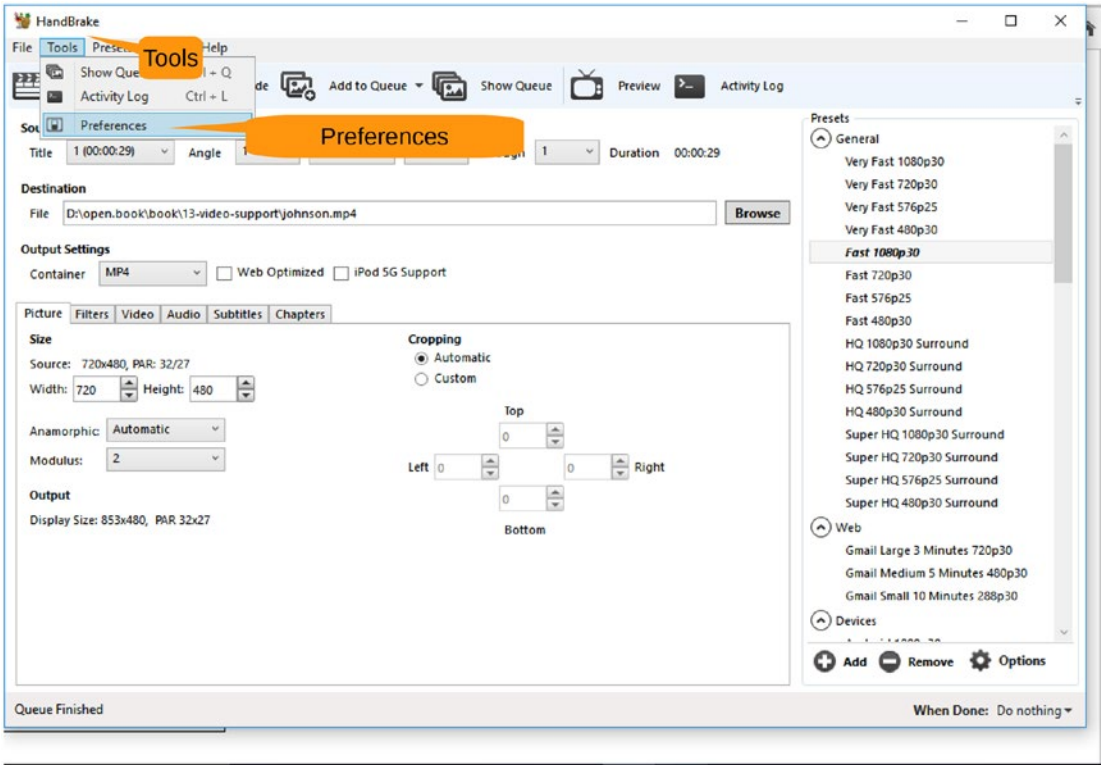 HandBrake
File Tools Help
Tools
Show Queue + Q
Add to Queue Show Queue Preview Activity Log
Activity Log Ctrl + L
Preferences
Preferences
Title 1 (00:00:29) Angle 1 Duration 00:00:29
Destination
File D:\open.book\book\13-video-support\johnson.mp4 Browse
Output Settings
Container MP4 Web Optimized iPod 5G Support
Picture Filters Video Audio Subtitles Chapters
Size
Source: 720x480, PAR: 32/27
Width: 720 Height: 480
Anamorphic: Automatic
Modulus: 2
Output
Display Size: 853x480, PAR 32x27
Cropping
Automatic
Custom
Top
0
Left 0 0 Right
0
Bottom
Presets
General
Very Fast 1080p30
Very Fast 720p30
Very Fast 576p25
Very Fast 480p30
Fast 1080p30
Fast 720p30
Fast 576p25
Fast 480p30
HQ 1080p30 Surround
HQ 720p30 Surround
HQ 576p25 Surround
HQ 480p30 Surround
Super HQ 1080p30 Surround
Super HQ 720p30 Surround
Super HQ 576p25 Surround
Super HQ 480p30 Surround
Web
Gmail Large 3 Minutes 720p30
Gmail Medium 5 Minutes 480p30
Gmail Small 10 Minutes 288p30
Devices
Add Remove Options
Queue Finished When Done: Do nothing